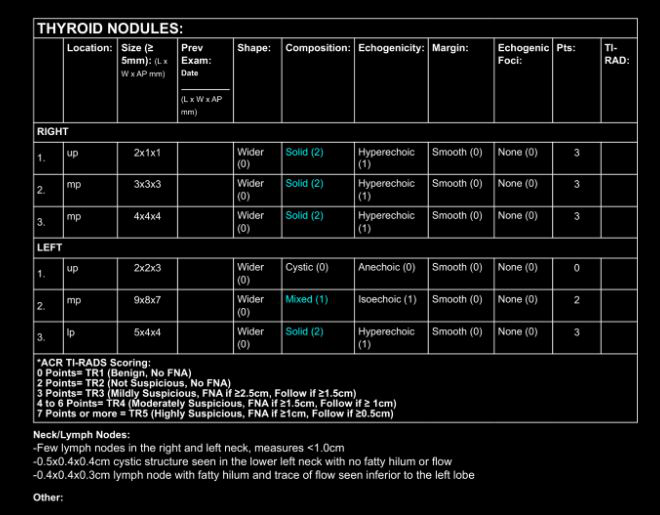 THYROID NODULES:
Location: Size (≥ 5mm): (L x W x AP mm) Prev Exam: Date (L x W x AP mm) Shape: Composition: Echogenicity: Margin: Echogenic Foci: Pts: TI-RAD:
RIGHT
1. up 2x1x1 Wider (0) Solid (2) Hyperechoic (1) Smooth (0) None (0) 3
2. mp 3x3x3 Wider (0) Solid (2) Hyperechoic (1) Smooth (0) None (0) 3
3. mp 4x4x4 Wider (0) Solid (2) Hyperechoic (1) Smooth (0) None (0) 3
LEFT
1. up 2x2x3 Wider (0) Cystic (0) Anechoic (0) Smooth (0) None (0) 0
2. mp 9x8x7 Wider (0) Mixed (1) Isoechoic (1) Smooth (0) None (0) 2
3. lp 5x4x4 Wider (0) Solid (2) Hyperechoic (1) Smooth (0) None (0) 3
*ACR TI-RADS Scoring:
0 Points= TR1 (Benign, No FNA)
2 Points= TR2 (Not Suspicious, No FNA)
3 Points= TR3 (Mildly Suspicious, FNA if ≥2.5cm, Follow if ≥1.5cm)
4 to 6 Points= TR4 (Moderately Suspicious, FNA if ≥1.5cm, Follow if ≥ 1cm)
7 Points or more = TR5 (Highly Suspicious, FNA if ≥1cm, Follow if ≥0.5cm)
Neck/Lymph Nodes:
-Few lymph nodes in the right and left neck, measures <1.0cm
-0.5x0.4x0.4cm cystic structure seen in the lower left neck with no fatty hilum or flow
-0.4x0.4x0.3cm lymph node with fatty hilum and trace of flow seen inferior to the left lobe
Other: